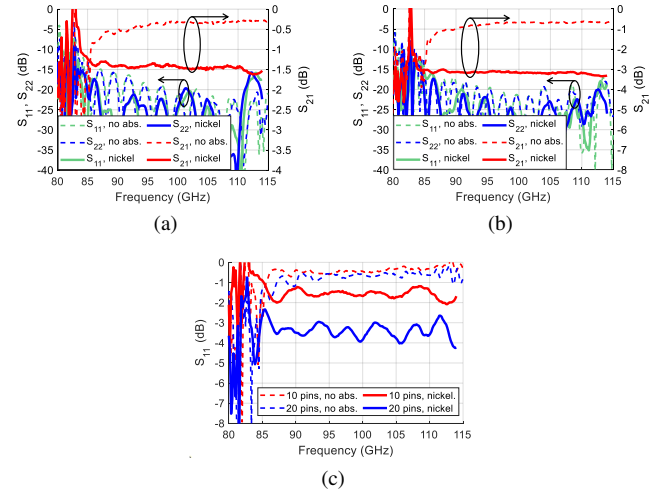 0
-5
-10
-15
-20
-25
-30
-35
-40
S11, S22 (dB)
0
-0.5
-1
-1.5
-2
-2.5
-3
-3.5
-4
S21 (dB)
S11, no abs. S22, nickel
S22, no abs. S21, no abs.
S11, nickel S21, nickel
80 85 90 95 100 105 110 115
Frequency (GHz)
(a)
0
-5
-10
-15
-20
-25
-30
-35
-40
S11, S22 (dB)
0
-1
-2
-3
-4
-5
-6
-7
-8
S21 (dB)
S11, no abs. S22, nickel
S22, no abs. S21, no abs.
S11, nickel S21, nickel
80 85 90 95 100 105 110 115
Frequency (GHz)
(b)
0
-1
-2
-3
-4
-5
-6
-7
-8
S11 (dB)
10 pins, no abs. 10 pins, nickel.
20 pins, no abs. 20 pins, nickel
80 85 90 95 100 105 110 115
Frequency (GHz)
(c)